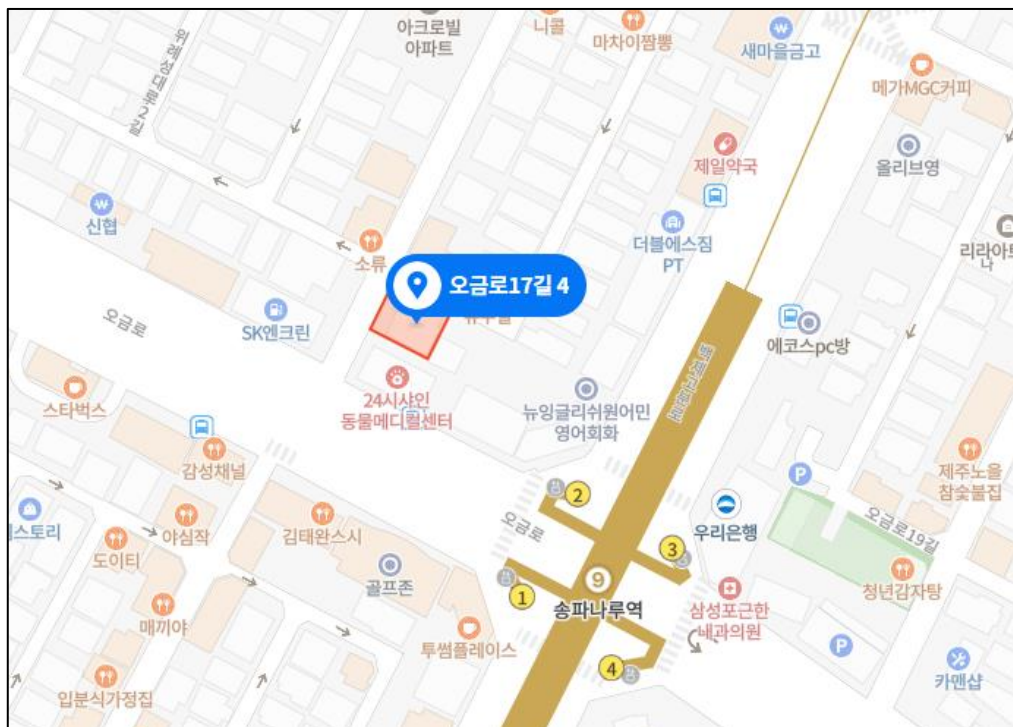 아크로빌
아파트
니콜
마차이짬뽕
새마을금고
메가MGC커피
위례성대로2길
제일약국
올리브영
신협
소류
더블에스짐
PT
오금로17길 4
오금로
SK엔크린
에코스pc방
스타벅스
24시샤인
동물메디컬센터
뉴잉글리쉬원어민
영어회화
감성채널
제주노을
참숯불집
P
2
우리은행
오금로
오금로19길
야심작
김태완스시
도이티
골프존
3
9
송파나루역
1
청년감자탕
삼성포근한
내과의원
매끼야
투썸플레이스
4
P
입분식가정집
카맨샵